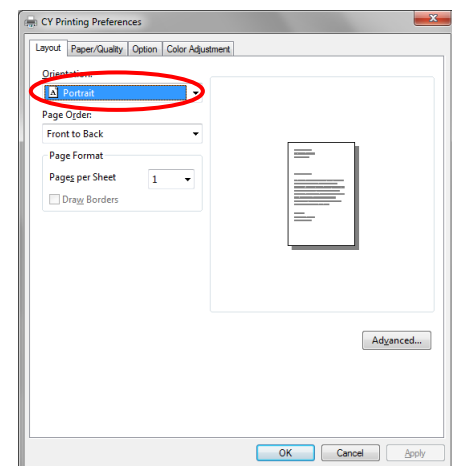 CY Printing Preferences
Layout Paper/Quality Option Color Adjustment
Orientation:
A Portrait
Page Order:
Front to Back
Page Format
Pages per Sheet 1
Draw Borders
Advanced...
OK Cancel Apply